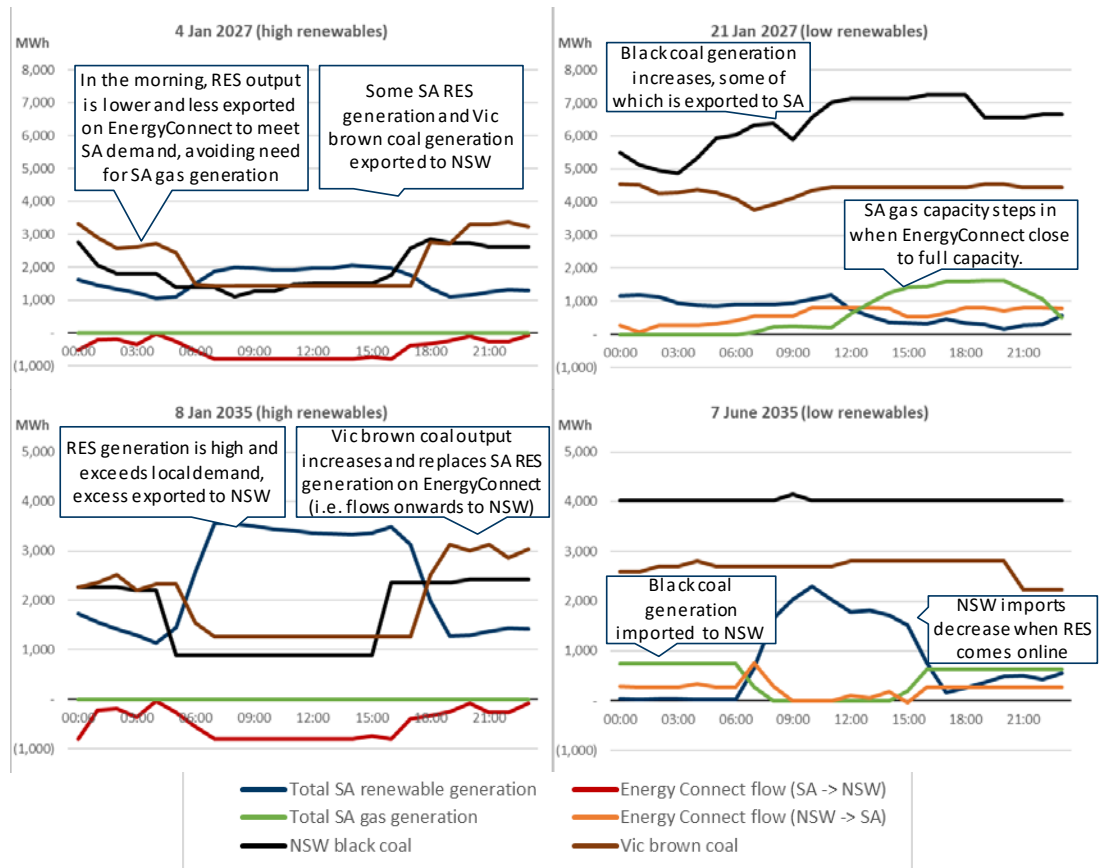 4 Jan 2027 (high renewables)
MWh
8,000
7,000
6,000
5,000
4,000
3,000
2,000
1,000
-
(1,000)
00:00 03:00 06:00 09:00 12:00 15:00 18:00 21:00
In the morning, RES output
is lower and less exported
on EnergyConnect to meet
SA demand, avoiding need
for SA gas generation
Some SA RES
generation and Vic
brown coal generation
exported to NSW
21 Jan 2027 (low renewables)
MWh
8,000
7,000
6,000
5,000
4,000
3,000
2,000
1,000
-
(1,000)
00:00 03:00 06:00 09:00 12:00 15:00 18:00 21:00
Black coal generation
increases, some of
which is exported to SA
SA gas capacity steps in
when EnergyConnect close
to full capacity.
8 Jan 2035 (high renewables)
MWh
5,000
4,000
3,000
2,000
1,000
-
(1,000)
00:00 03:00 06:00 09:00 12:00 15:00 18:00 21:00
RES generation is high and
exceeds local demand,
excess exported to NSW
Vic brown coal output
increases and replaces SA RES
generation on EnergyConnect
(i.e. flows onwards to NSW)
7 June 2035 (low renewables)
MWh
5,000
4,000
3,000
2,000
1,000
-
(1,000)
00:00 03:00 06:00 09:00 12:00 15:00 18:00 21:00
Black coal
generation
imported to NSW
NSW imports
decrease when RES
comes online
Total SA renewable generation
Energy Connect flow (SA -> NSW)
Total SA gas generation
Energy Connect flow (NSW -> SA)
NSW black coal
Vic brown coal